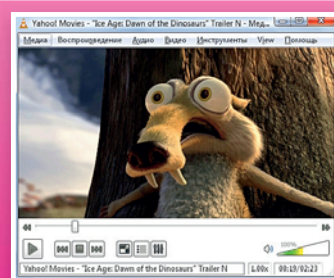 Yahoo! Movies - "Ice Age: Dawn of the Dinosaurs" Trailer N - Мед...
Медиа Воспроизведение Аудио Видео Инструменты View Помощь
100%
Yahoo! Movies - "Ice Age: Dawn of the Dinosaurs" Trailer N 1.00x 00:19/02:23